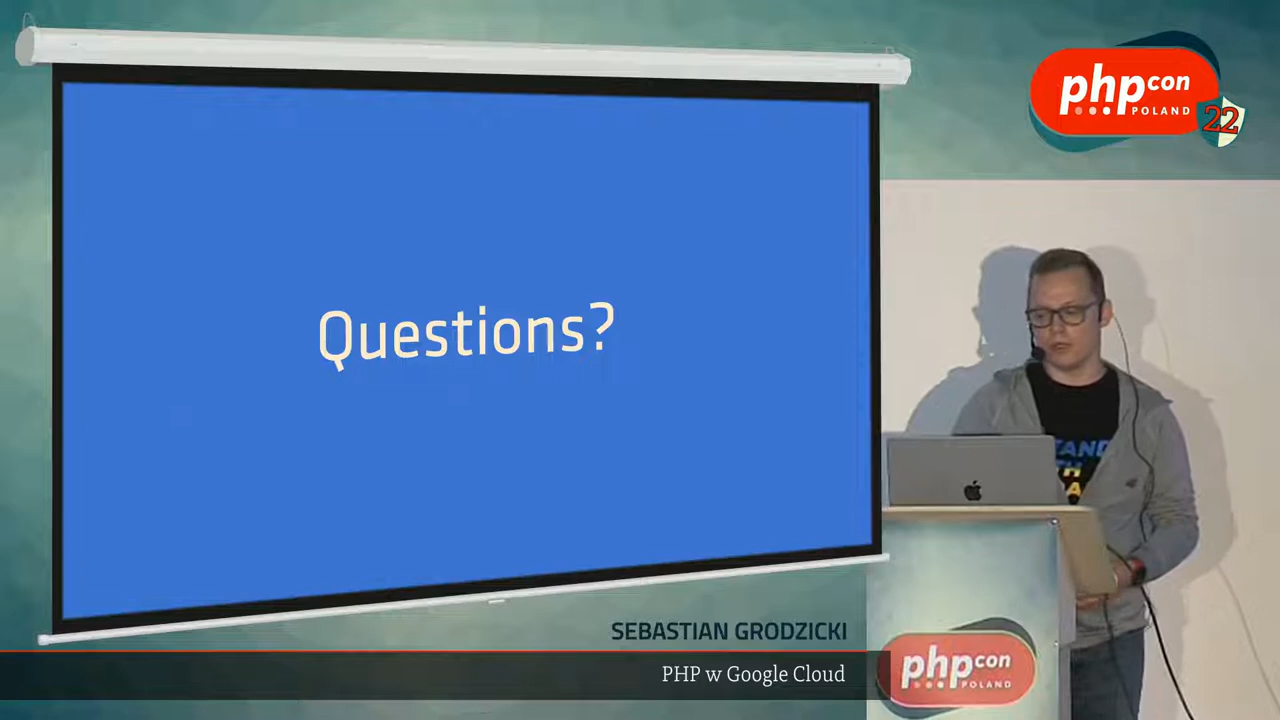 php con
POLAND
22
Questions?
SEBASTIAN GRODZICKI
PHP w Google Cloud
php con
POLAND